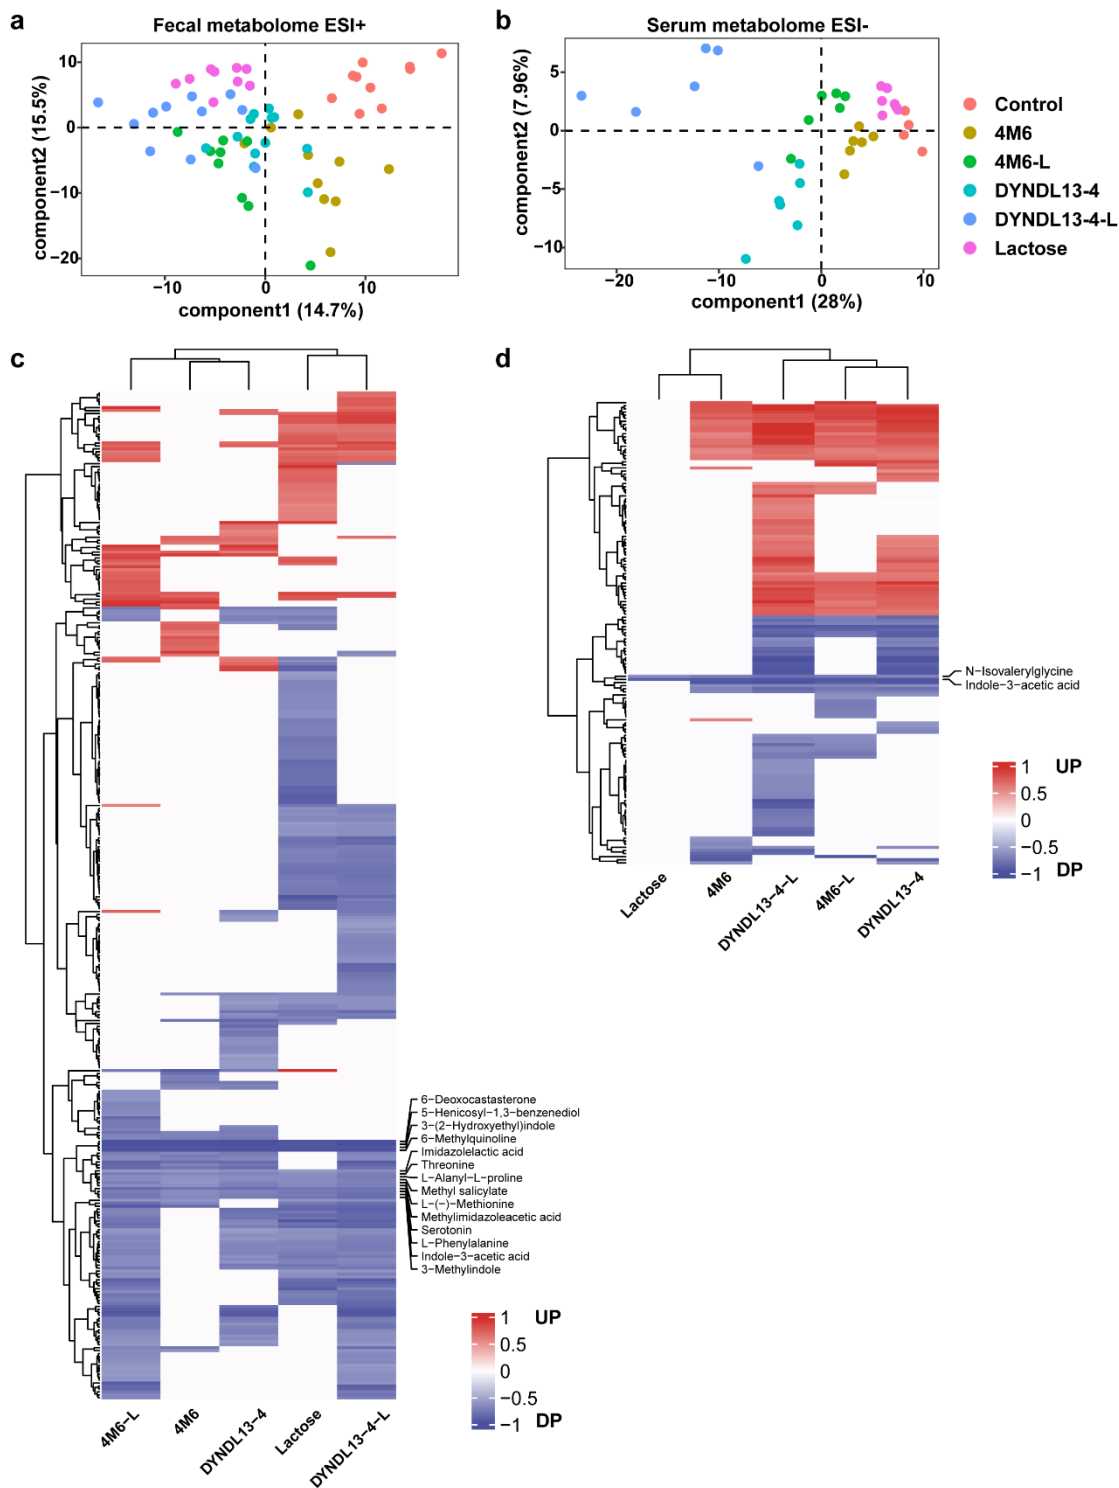 a
Fecal metabolome ESI+
component2 (15.5%)
10
0
−10
−20
−10
0
10
component1 (14.7%)
b
Serum metabolome ESI-
component2 (7.96%)
5
0
−5
−10
−20
−10
0
10
component1 (28%)
Control
4M6
4M6-L
DYNDL13-4
DYNDL13-4-L
Lactose
c
6−Deoxocastasterone
5−Henicosyl−1,3−benzenediol
3−(2−Hydroxyethyl)indole
6−Methylquinoline
Imidazolelactic acid
Threonine
L−Alanyl−L−proline
Methyl salicylate
L−(−)−Methionine
Methylimidazoleacetic acid
Serotonin
L−Phenylalanine
Indole−3−acetic acid
3−Methylindole
1 UP
0.5
0
−0.5
−1 DP
4M6−L
4M6
DYNDL13−4
Lactose
DYNDL13−4−L
d
N−Isovalerylglycine
Indole−3−acetic acid
1 UP
0.5
0
−0.5
−1 DP
Lactose
4M6
DYNDL13−4−L
4M6−L
DYNDL13−4